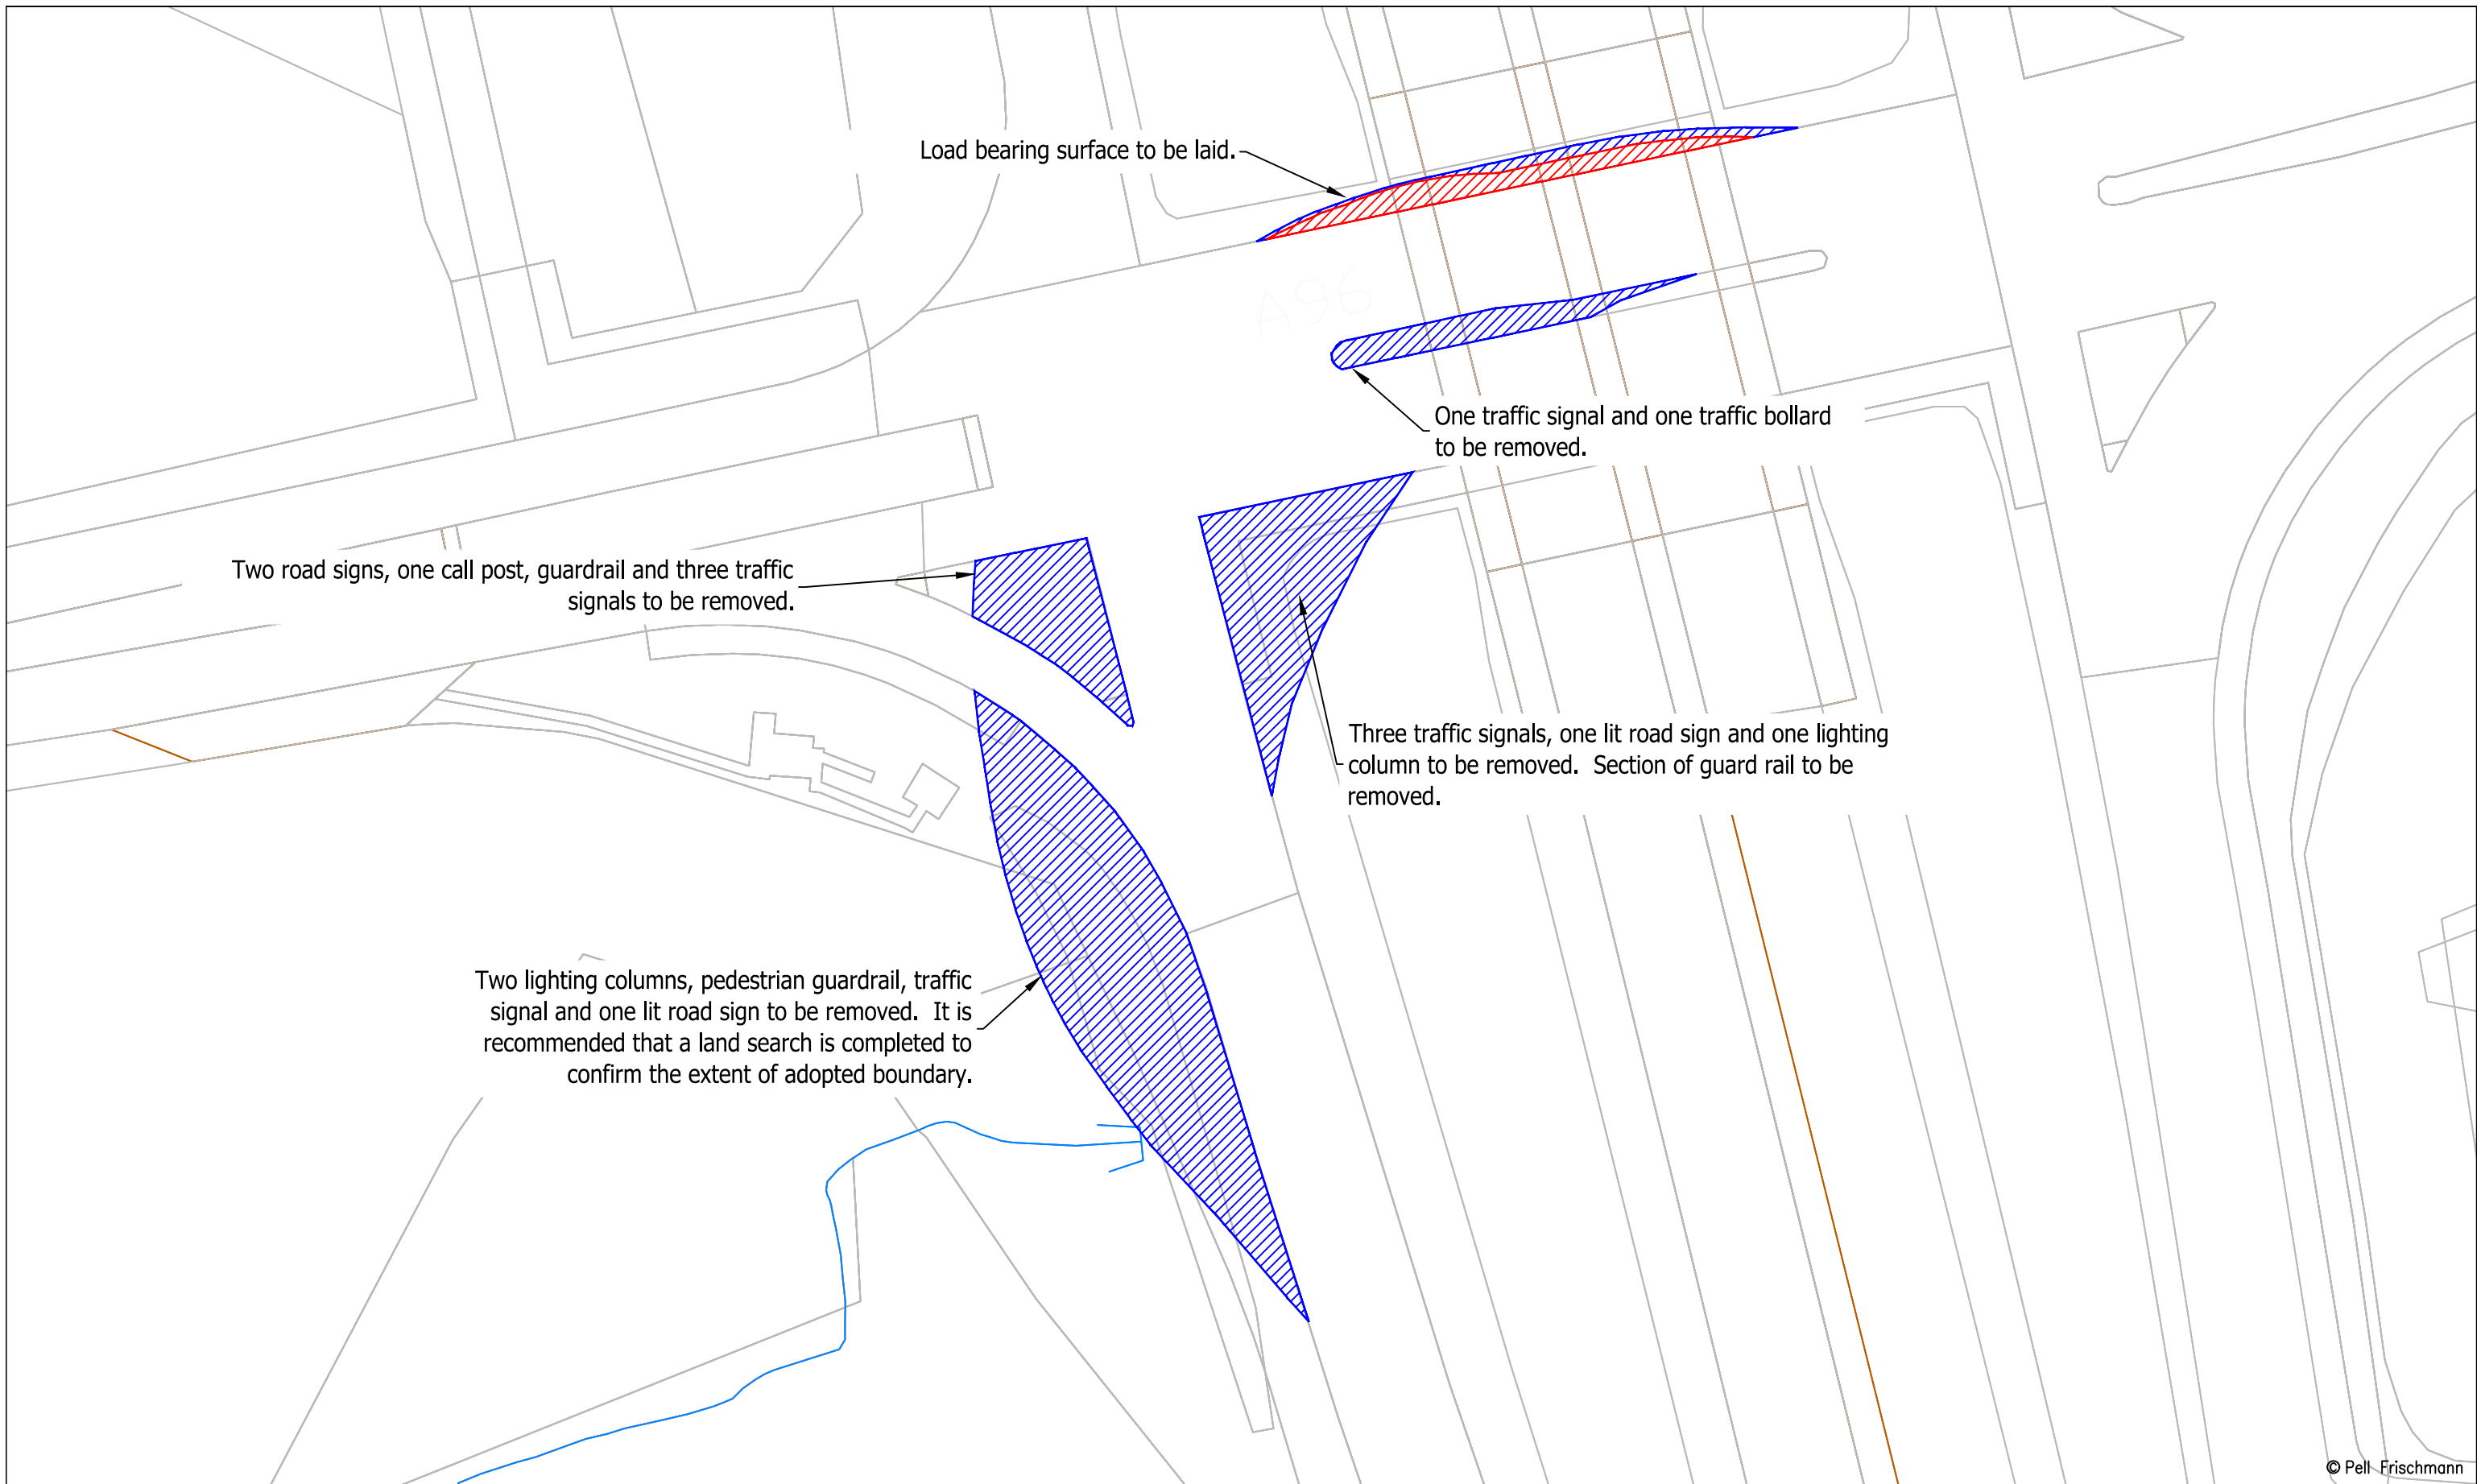 Load bearing surface to be laid.
A96
One traffic signal and one traffic bollard
to be removed.
Two road signs, one call post, guardrail and three traffic
signals to be removed.
Three traffic signals, one lit road sign and one lighting
column to be removed.  Section of guard rail to be
removed.
Two lighting columns, pedestrian guardrail, traffic
signal and one lit road sign to be removed.  It is
recommended that a land search is completed to
confirm the extent of adopted boundary.
© Pell Frischmann